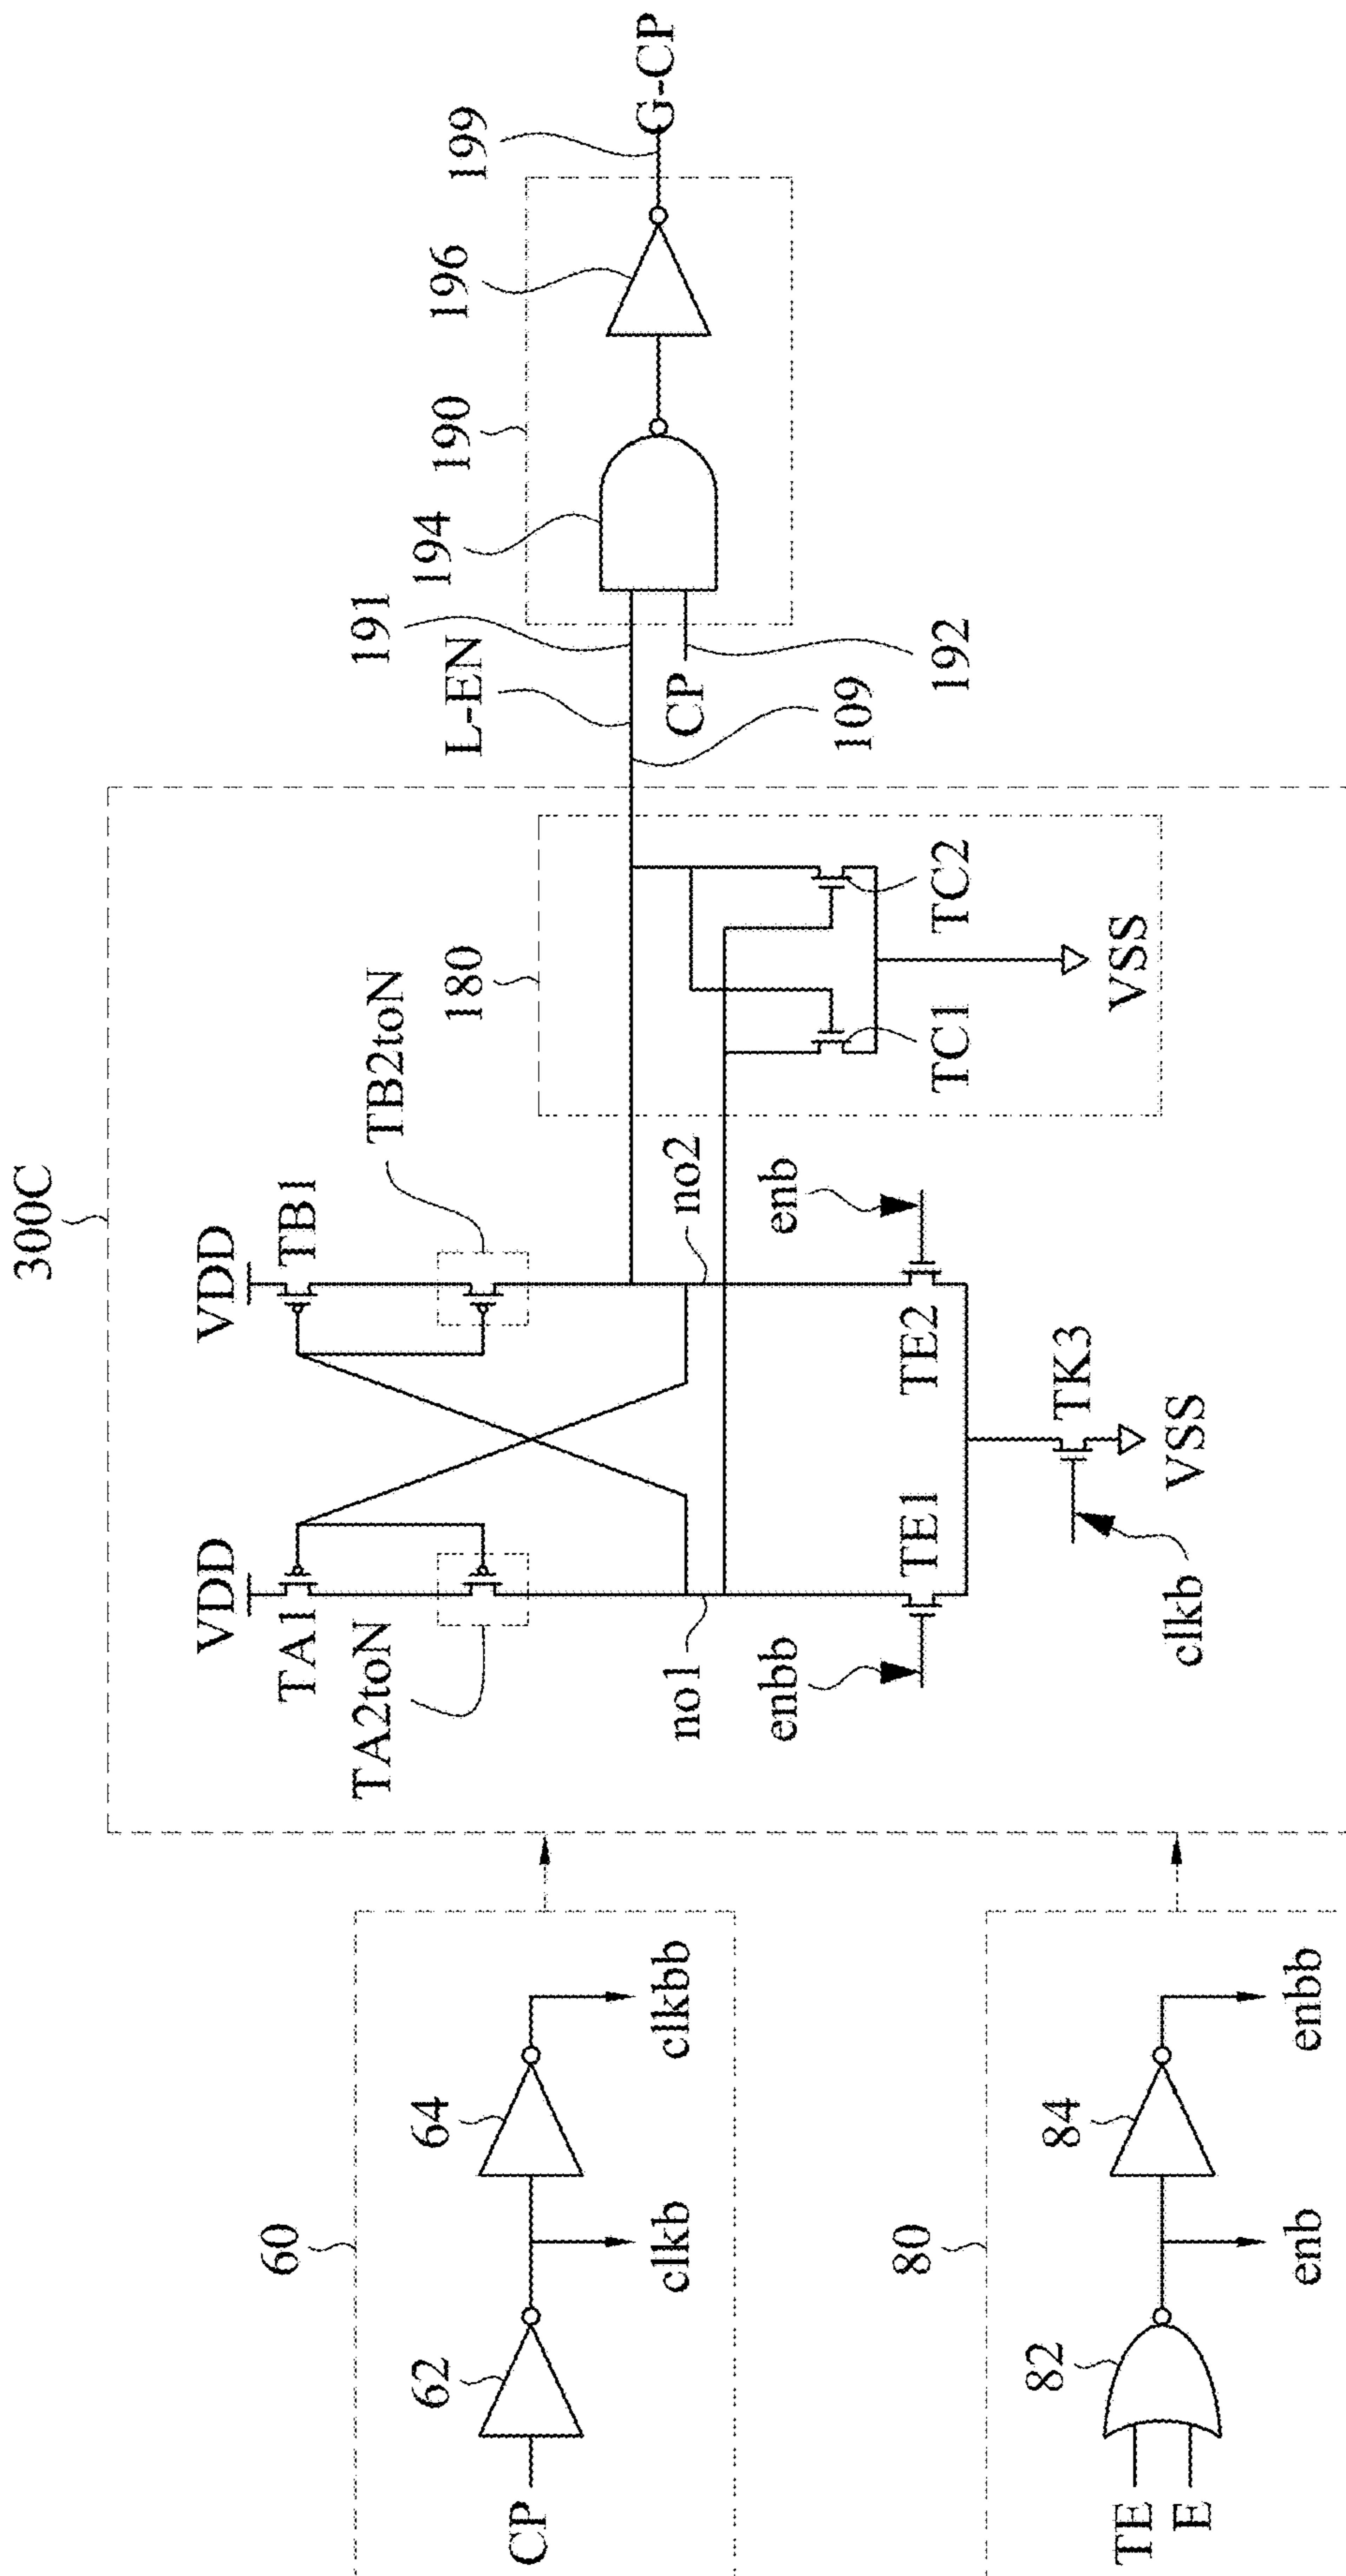 300C
VDD
VDD
TA1
TB1
TA2toN
TB2toN
no1
no2
enbb
enb
TE1
TE2
clkb
TK3
VSS
180
TC1
TC2
VSS
L-EN
109
191
CP
192
190
194
196
199
G-CP
60
CP
62
64
clkb
clkbb
80
TE
E
82
84
enb
enbb